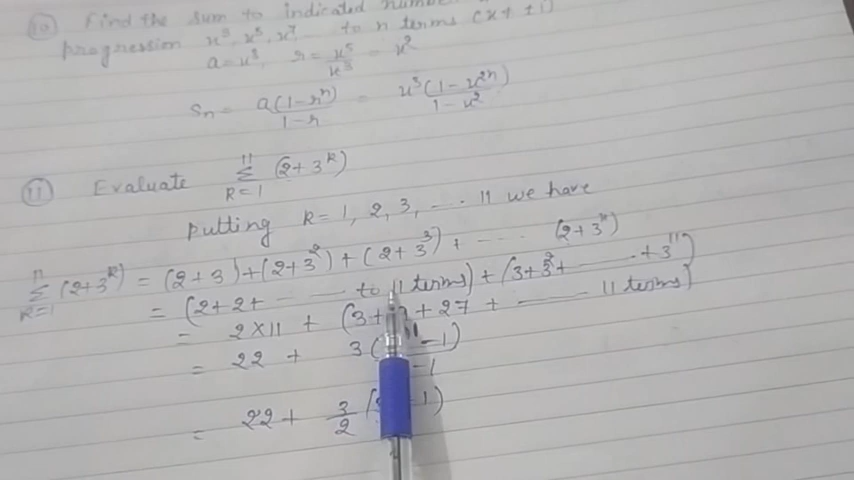 (10) Find the sum to indicated number
progression x³, x⁵, x⁷ to n terms (x ≠ ±1)
a = x³, r = x⁵/x³ = x²
Sn = a(1-rⁿ)/1-r = x³(1-x²ⁿ)/1-x²
(11) Evaluate 11 Σ K=1 (2+3ᴷ)
Putting K = 1, 2, 3, ... 11 we have
11 Σ K=1 (2+3ᴷ) = (2+3)+(2+3²)+(2+3³)+ ---- (2+3¹¹)
= (2+2+ ---- to 11 terms) + (3+3²+ ---- +3¹¹)
= 2×11 + (3+ +27+ ---- 11 terms)
= 22 + 3( ¹¹-1) -1
= 22 + 3/2 ( -1)